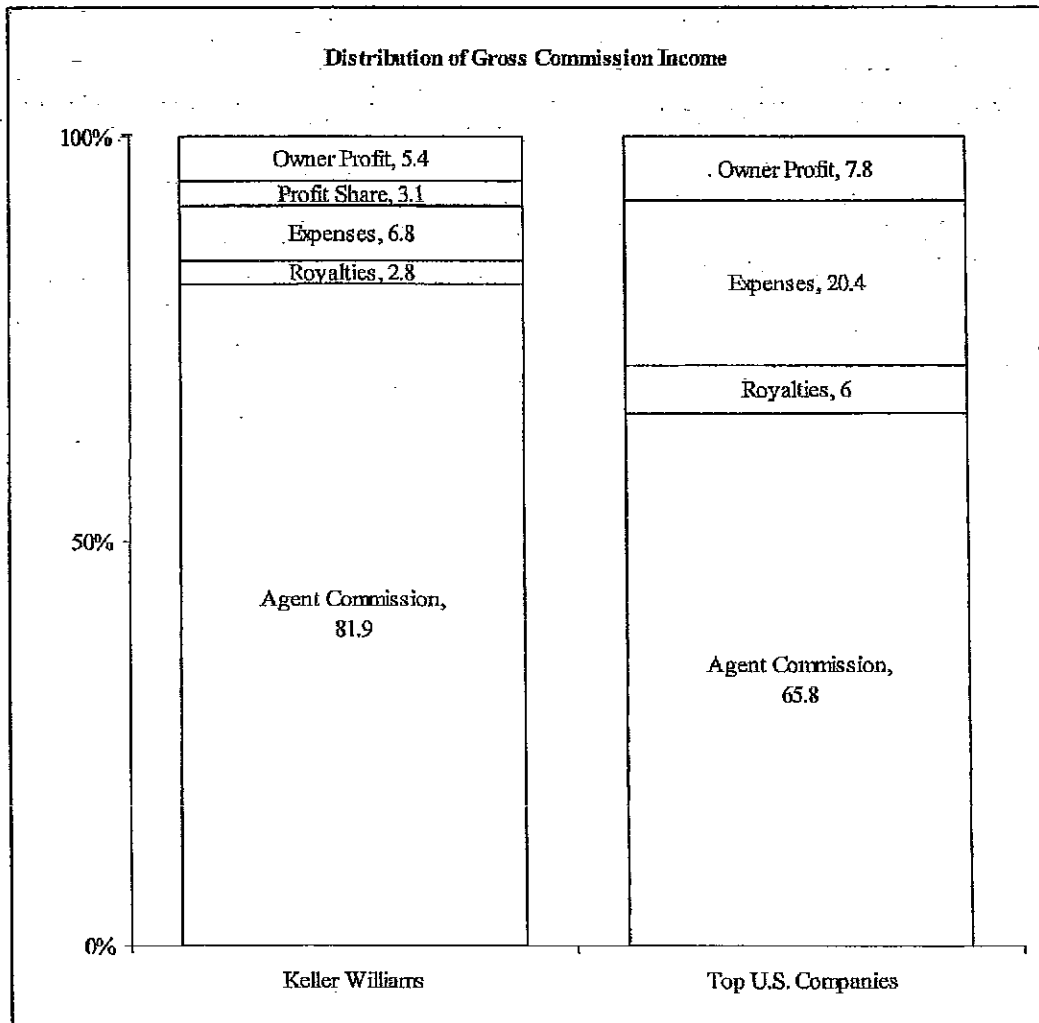 Distribution of Gross Commission Income
100%
50%
0%
Owner Profit, 5.4
Profit Share, 3.1
Expenses, 6.8
Royalties, 2.8
Agent Commission,
81.9
Owner Profit, 7.8
Expenses, 20.4
Royalties, 6
Agent Commission,
65.8
Keller Williams
Top U.S. Companies